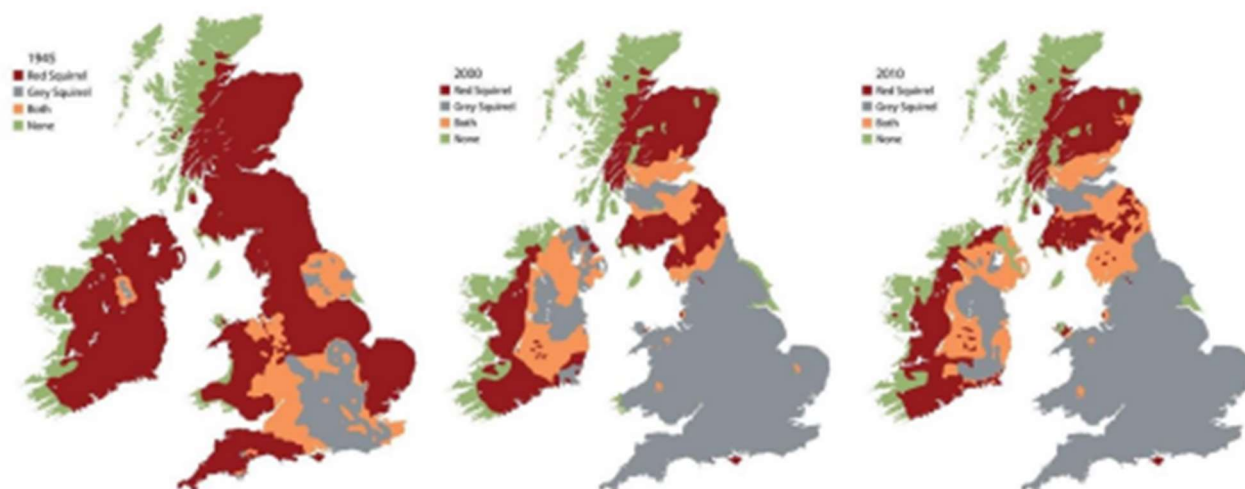 1945
Red Squirrel
Grey Squirrel
Both
None
2000
Red Squirrel
Grey Squirrel
Both
None
2010
Red Squirrel
Grey Squirrel
Both
None